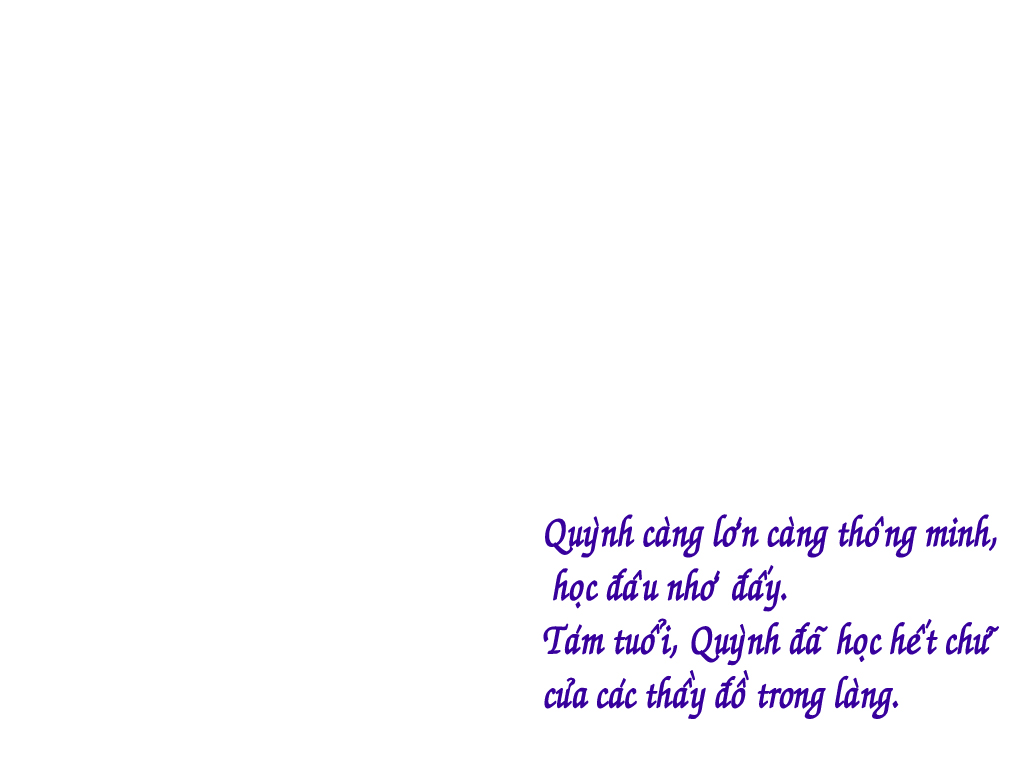 Quỳnh càng lớn càng thông minh,
học đâu nhớ đấy.
Tám tuổi, Quỳnh đã học hết chữ
của các thầy đồ trong làng.